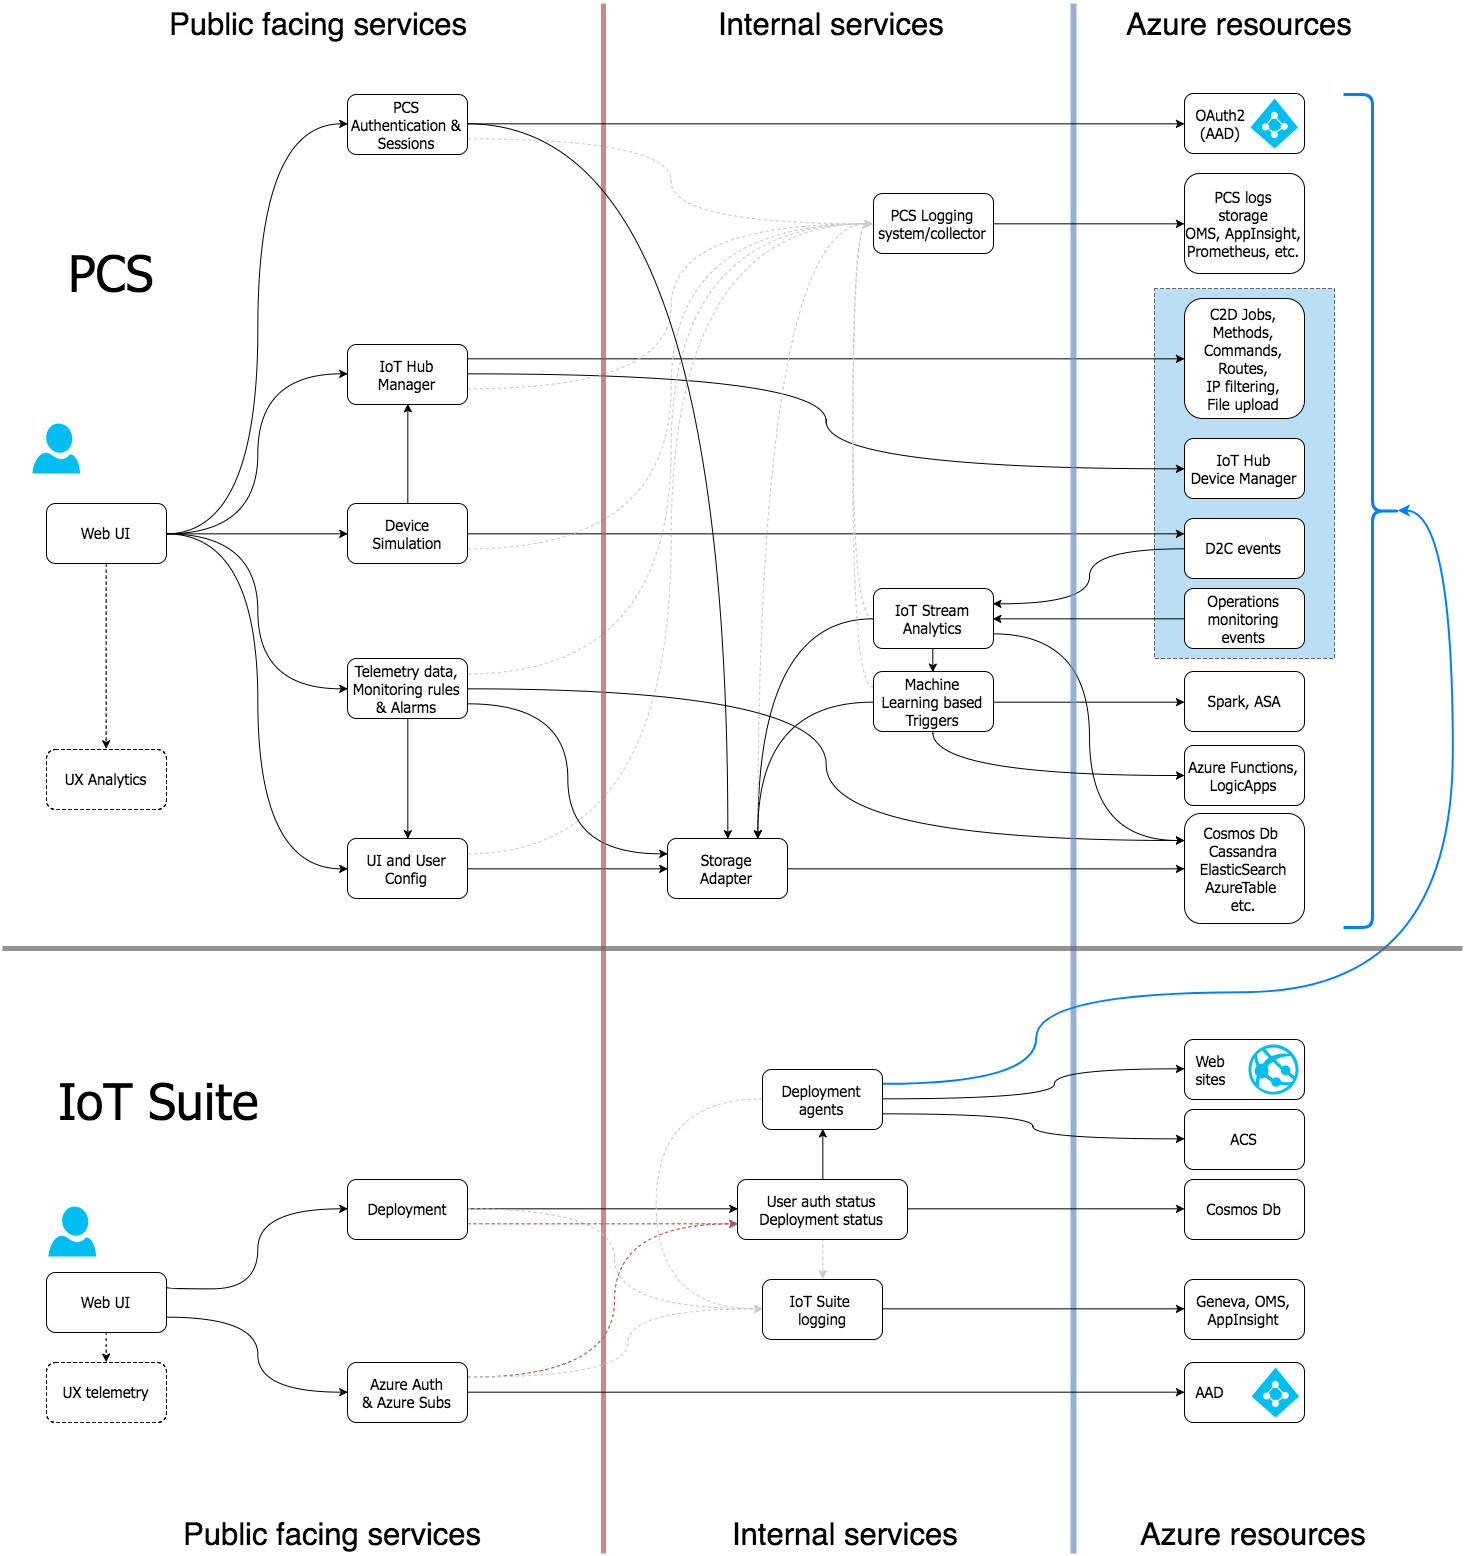 Public facing services
Internal services
Azure resources
PCS
Authentication &
Sessions
OAuth2
(AAD)
PCS Logging
system/collector
PCS logs
storage
OMS, AppInsight,
Prometheus, etc.
PCS
IoT Hub
Manager
C2D Jobs,
Methods,
Commands,
Routes,
IP filtering,
File upload
IoT Hub
Device Manager
Web UI
Device
Simulation
D2C events
IoT Stream
Analytics
Operations
monitoring
events
Telemetry data,
Monitoring rules
& Alarms
Machine
Learning based
Triggers
Spark, ASA
UX Analytics
Azure Functions,
LogicApps
UI and User
Config
Storage
Adapter
Cosmos Db
Cassandra
ElasticSearch
AzureTable
etc.
IoT Suite
Deployment
agents
Web
sites
ACS
Deployment
User auth status
Deployment status
Cosmos Db
Web UI
IoT Suite
logging
Geneva, OMS,
AppInsight
UX telemetry
Azure Auth
& Azure Subs
AAD
Public facing services
Internal services
Azure resources